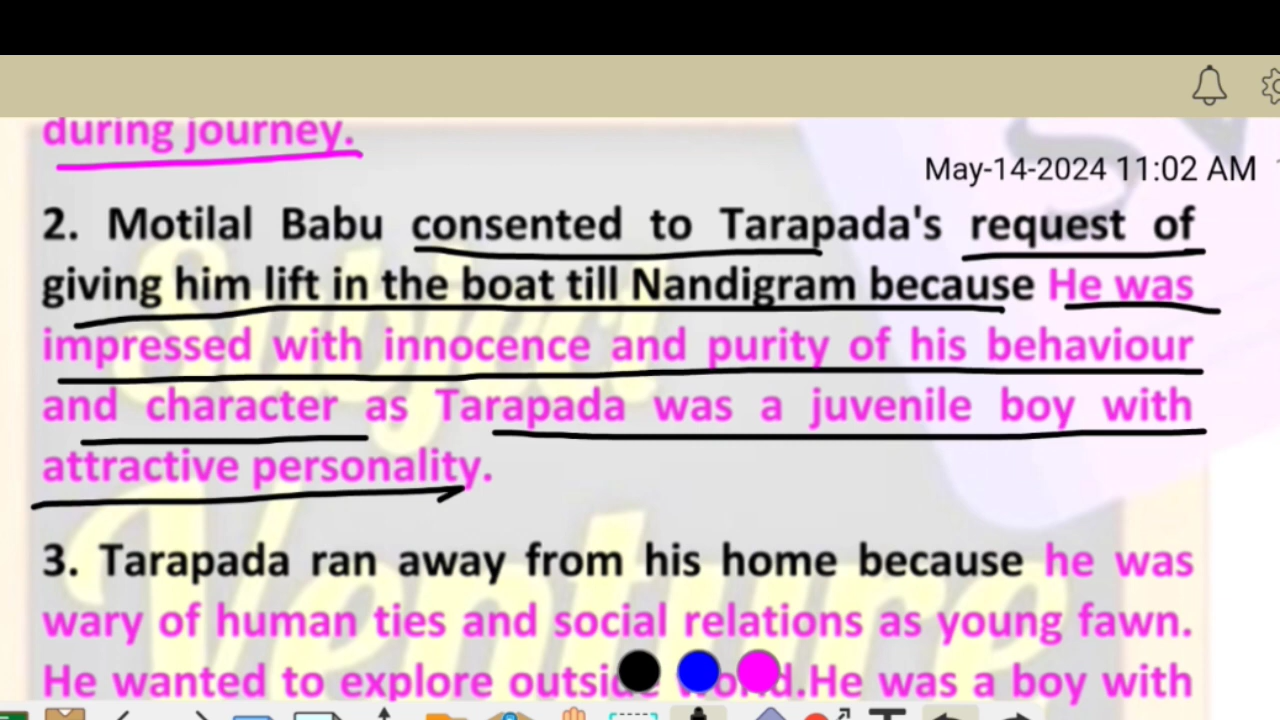 during journey.
May-14-2024 11:02 AM
2. Motilal Babu consented to Tarapada's request of
giving him lift in the boat till Nandigram because He was
impressed with innocence and purity of his behaviour
and character as Tarapada was a juvenile boy with
attractive personality.
3. Tarapada ran away from his home because he was
wary of human ties and social relations as young fawn.
He wanted to explore outside world.He was a boy with
Subject
Venture